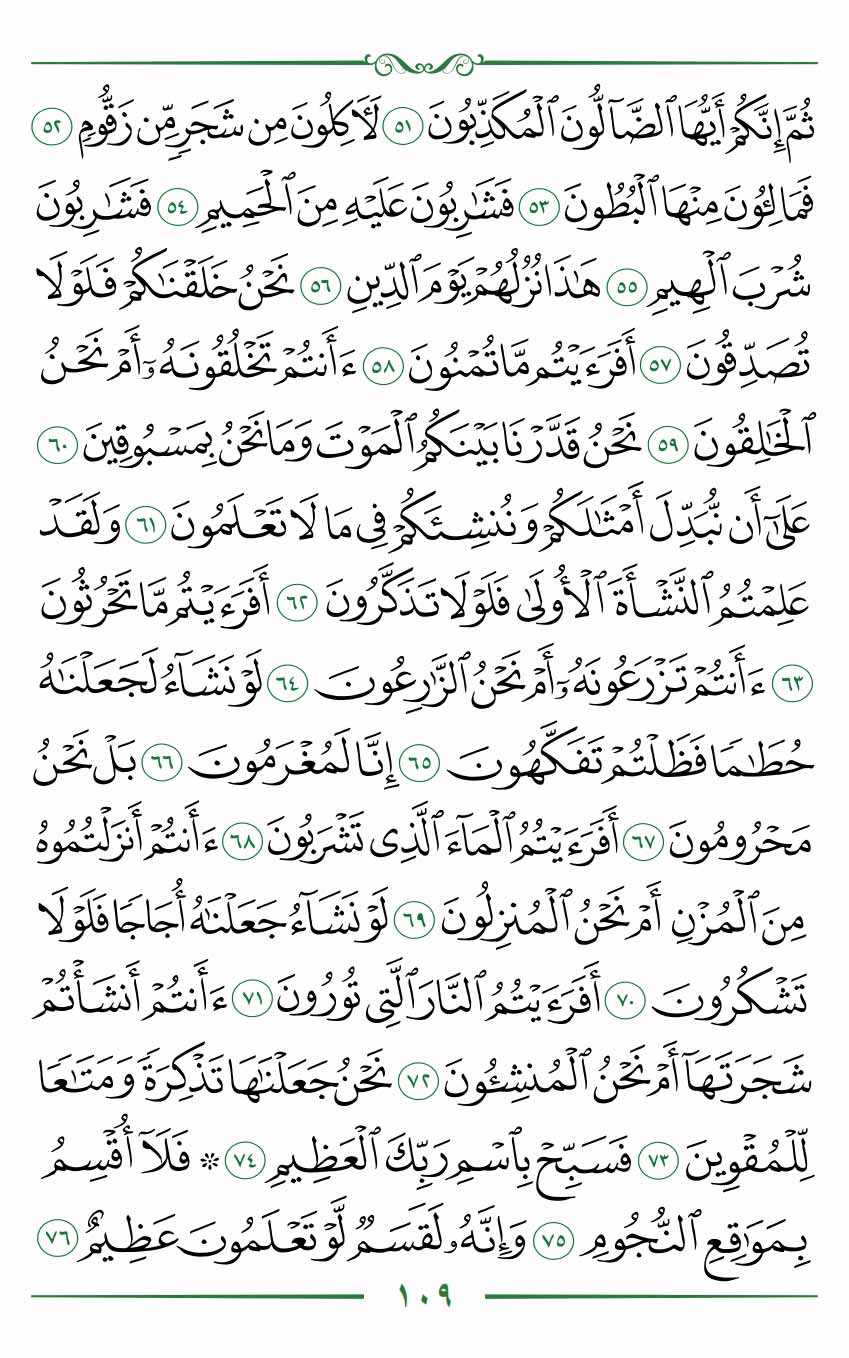 ثُمَّ إِنَّكُمۡ أَيُّهَا ٱلضَّآلُّونَ ٱلۡمُكَذِّبُونَ ٥١ لَأٓكِلُونَ مِن شَجَرٖ مِّن زَقُّومٖ ٥٢
فَمَالِـُٔونَ مِنۡهَا ٱلۡبُطُونَ ٥٣ فَشَٰرِبُونَ عَلَيۡهِ مِنَ ٱلۡحَمِيمِ ٥٤ فَشَٰرِبُونَ
شُرۡبَ ٱلۡهِيمِ ٥٥ هَٰذَا نُزُلُهُمۡ يَوۡمَ ٱلدِّينِ ٥٦ نَحۡنُ خَلَقۡنَٰكُمۡ فَلَوۡلَا
تُصَدِّقُونَ ٥٧ أَفَرَءَيۡتُم مَّا تُمۡنُونَ ٥٨ ءَأَنتُمۡ تَخۡلُقُونَهُۥٓ أَمۡ نَحۡنُ
ٱلۡخَٰلِقُونَ ٥٩ نَحۡنُ قَدَّرۡنَا بَيۡنَكُمُ ٱلۡمَوۡتَ وَمَا نَحۡنُ بِمَسۡبُوقِينَ ٦٠
عَلَىٰٓ أَن نُّبَدِّلَ أَمۡثَٰلَكُمۡ وَنُنشِئَكُمۡ فِي مَا لَا تَعۡلَمُونَ ٦١ وَلَقَدۡ
عَلِمۡتُمُ ٱلنَّشۡأَةَ ٱلۡأُولَىٰ فَلَوۡلَا تَذَكَّرُونَ ٦٢ أَفَرَءَيۡتُم مَّا تَحۡرُثُونَ
٦٣ ءَأَنتُمۡ تَزۡرَعُونَهُۥٓ أَمۡ نَحۡنُ ٱلزَّٰرِعُونَ ٦٤ لَوۡ نَشَآءُ لَجَعَلۡنَٰهُ
حُطَٰمٗا فَظَلۡتُمۡ تَفَكَّهُونَ ٦٥ إِنَّا لَمُغۡرَمُونَ ٦٦ بَلۡ نَحۡنُ
مَحۡرُومُونَ ٦٧ أَفَرَءَيۡتُمُ ٱلۡمَآءَ ٱلَّذِي تَشۡرَبُونَ ٦٨ ءَأَنتُمۡ أَنزَلۡتُمُوهُ
مِنَ ٱلۡمُزۡنِ أَمۡ نَحۡنُ ٱلۡمُنزِلُونَ ٦٩ لَوۡ نَشَآءُ جَعَلۡنَٰهُ أُجَاجٗا فَلَوۡلَا
تَشۡكُرُونَ ٧٠ أَفَرَءَيۡتُمُ ٱلنَّارَ ٱلَّتِي تُورُونَ ٧١ ءَأَنتُمۡ أَنشَأۡتُمۡ
شَجَرَتَهَآ أَمۡ نَحۡنُ ٱلۡمُنشِـُٔونَ ٧٢ نَحۡنُ جَعَلۡنَٰهَا تَذۡكِرَةٗ وَمَتَٰعٗا
لِّلۡمُقۡوِينَ ٧٣ فَسَبِّحۡ بِٱسۡمِ رَبِّكَ ٱلۡعَظِيمِ ٧٤ * فَلَآ أُقۡسِمُ
بِمَوَٰقِعِ ٱلنُّجُومِ ٧٥ وَإِنَّهُۥ لَقَسَمٞ لَّوۡ تَعۡلَمُونَ عَظِيمٌ ٧٦
١٠٩